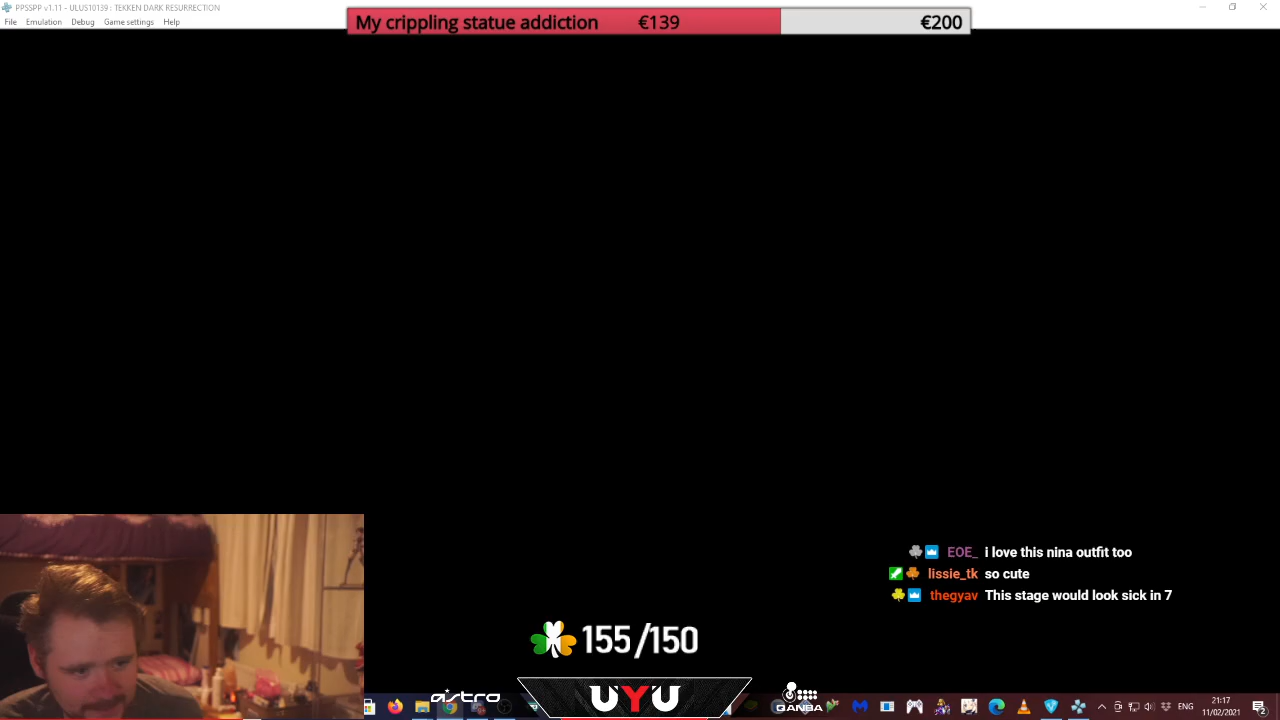 PPSSPP v1.11 - ULUS10139 : TEKKEN DARK RESURRECTION
File Emulation Debug Game settings Help
My crippling statue addiction €139 €200
EOE_ i love this nina outfit too
lissie_tk so cute
thegyav This stage would look sick in 7
155/150
astro UYU QANBA
ENG 21:17
11/02/2021
2